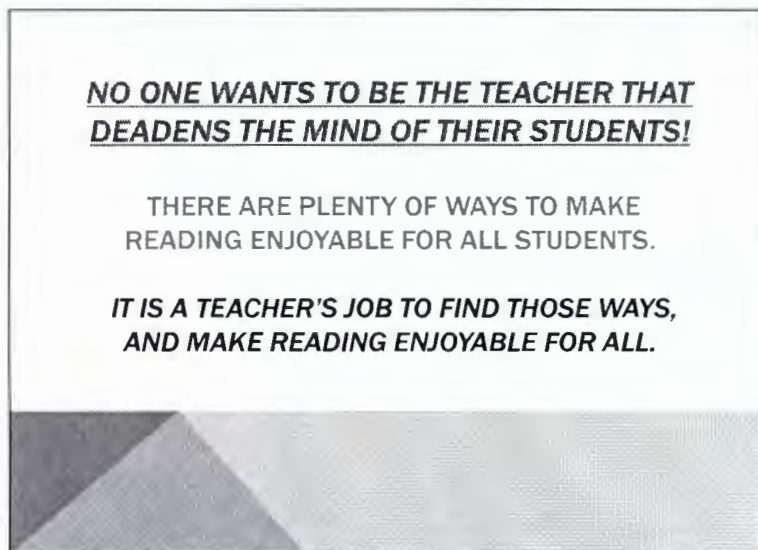 NO ONE WANTS TO BE THE TEACHER THAT
DEADENS THE MIND OF THEIR STUDENTS!
THERE ARE PLENTY OF WAYS TO MAKE
READING ENJOYABLE FOR ALL STUDENTS.
IT IS A TEACHER'S JOB TO FIND THOSE WAYS,
AND MAKE READING ENJOYABLE FOR ALL.